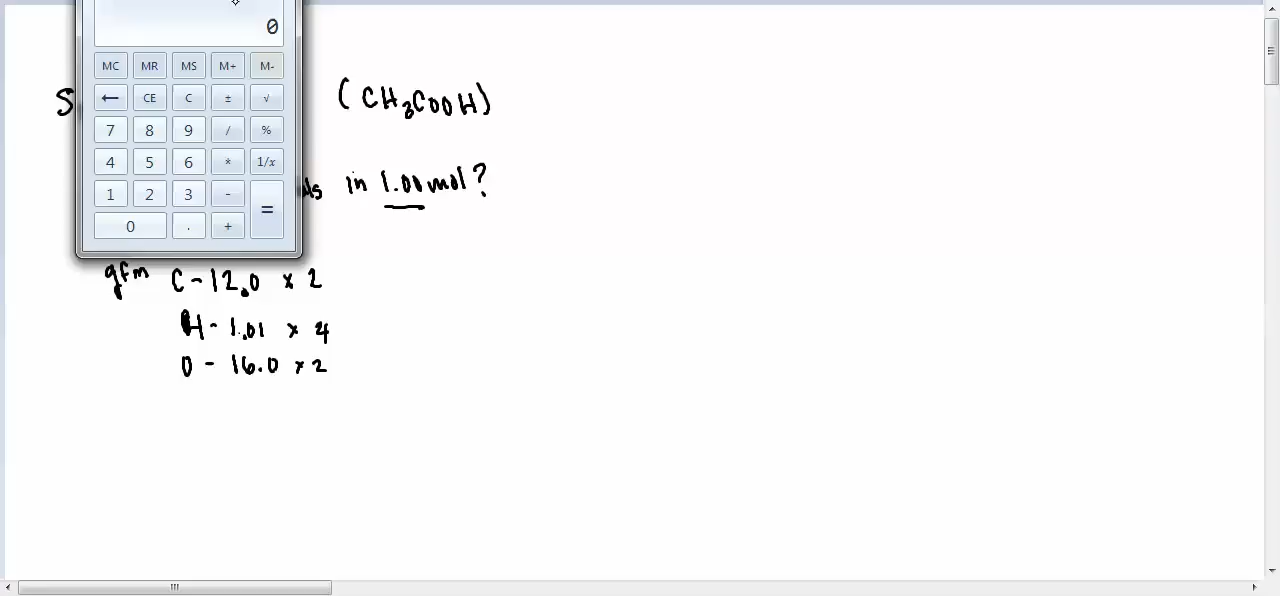 0
MC MR MS M+ M-
← CE C ± √
7 8 9 / %
4 5 6 * 1/x
1 2 3 - =
0 . +
S (CH3COOH)
in 1.00 mol?
gfm C - 12.0 x 2
H - 1.01 x 4
O - 16.0 x 2